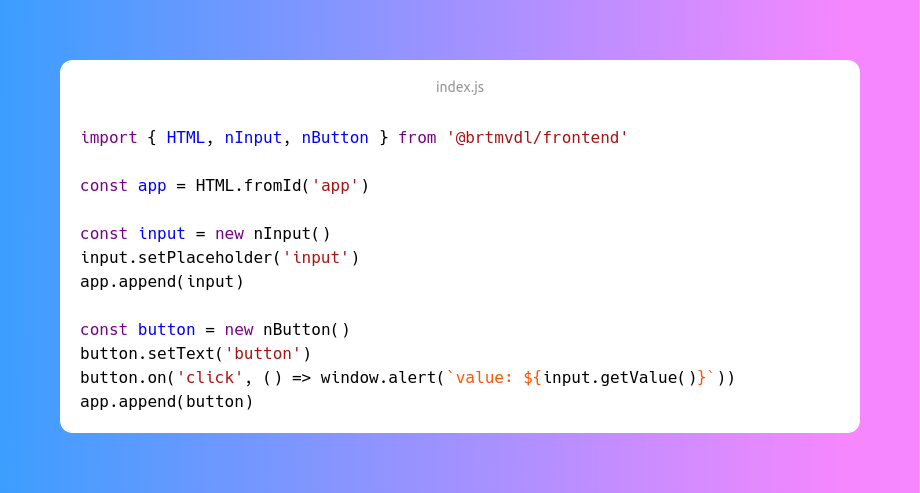 index.js
import { HTML, nInput, nButton } from '@brtmvdl/frontend'
const app = HTML.fromId('app')
const input = new nInput()
input.setPlaceholder('input')
app.append(input)
const button = new nButton()
button.setText('button')
button.on('click', () => window.alert(`value: ${input.getValue()}`))
app.append(button)